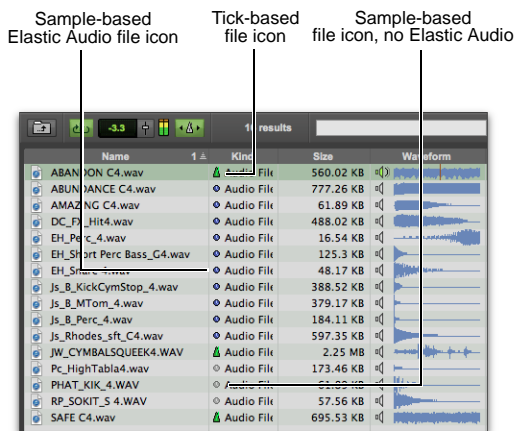 Sample-based
Elastic Audio file icon
Tick-based
file icon
Sample-based
file icon, no Elastic Audio
-3.3
results
Name 1 Kind Size Waveform
ABANDON C4.wav Audio File 560.02 KB
ABUNDANCE C4.wav Audio File 777.26 KB
AMAZING C4.wav Audio File 61.89 KB
DC_FX_Hit4.wav Audio File 488.02 KB
EH_Perc_4.wav Audio File 16.54 KB
EH_Short Perc Bass_G4.wav Audio File 125.3 KB
EH_Snare_4.wav Audio File 48.17 KB
Js_B_KickCymStop_4.wav Audio File 388.52 KB
Js_B_MTom_4.wav Audio File 379.17 KB
Js_B_Perc_4.wav Audio File 184.11 KB
Js_Rhodes_sft_C4.wav Audio File 597.35 KB
JW_CYMBALSQUEEK4.WAV Audio File 2.25 MB
Pc_HighTabla4.wav Audio File 173.46 KB
PHAT_KIK_4.WAV Audio File 61.89 KB
RP_SOKIT_S 4.WAV Audio File 57.56 KB
SAFE C4.wav Audio File 695.53 KB